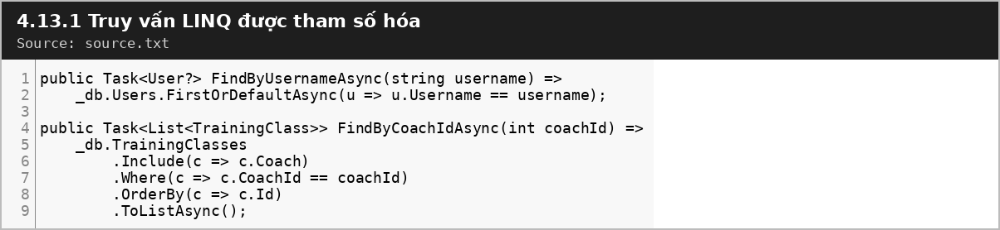 4.13.1 Truy vấn LINQ được tham số hóa
Source: source.txt
1 public Task<User?> FindByUsernameAsync(string username) =>
2     _db.Users.FirstOrDefaultAsync(u => u.Username == username);
3
4 public Task<List<TrainingClass>> FindByCoachIdAsync(int coachId) =>
5     _db.TrainingClasses
6         .Include(c => c.Coach)
7         .Where(c => c.CoachId == coachId)
8         .OrderBy(c => c.Id)
9         .ToListAsync();